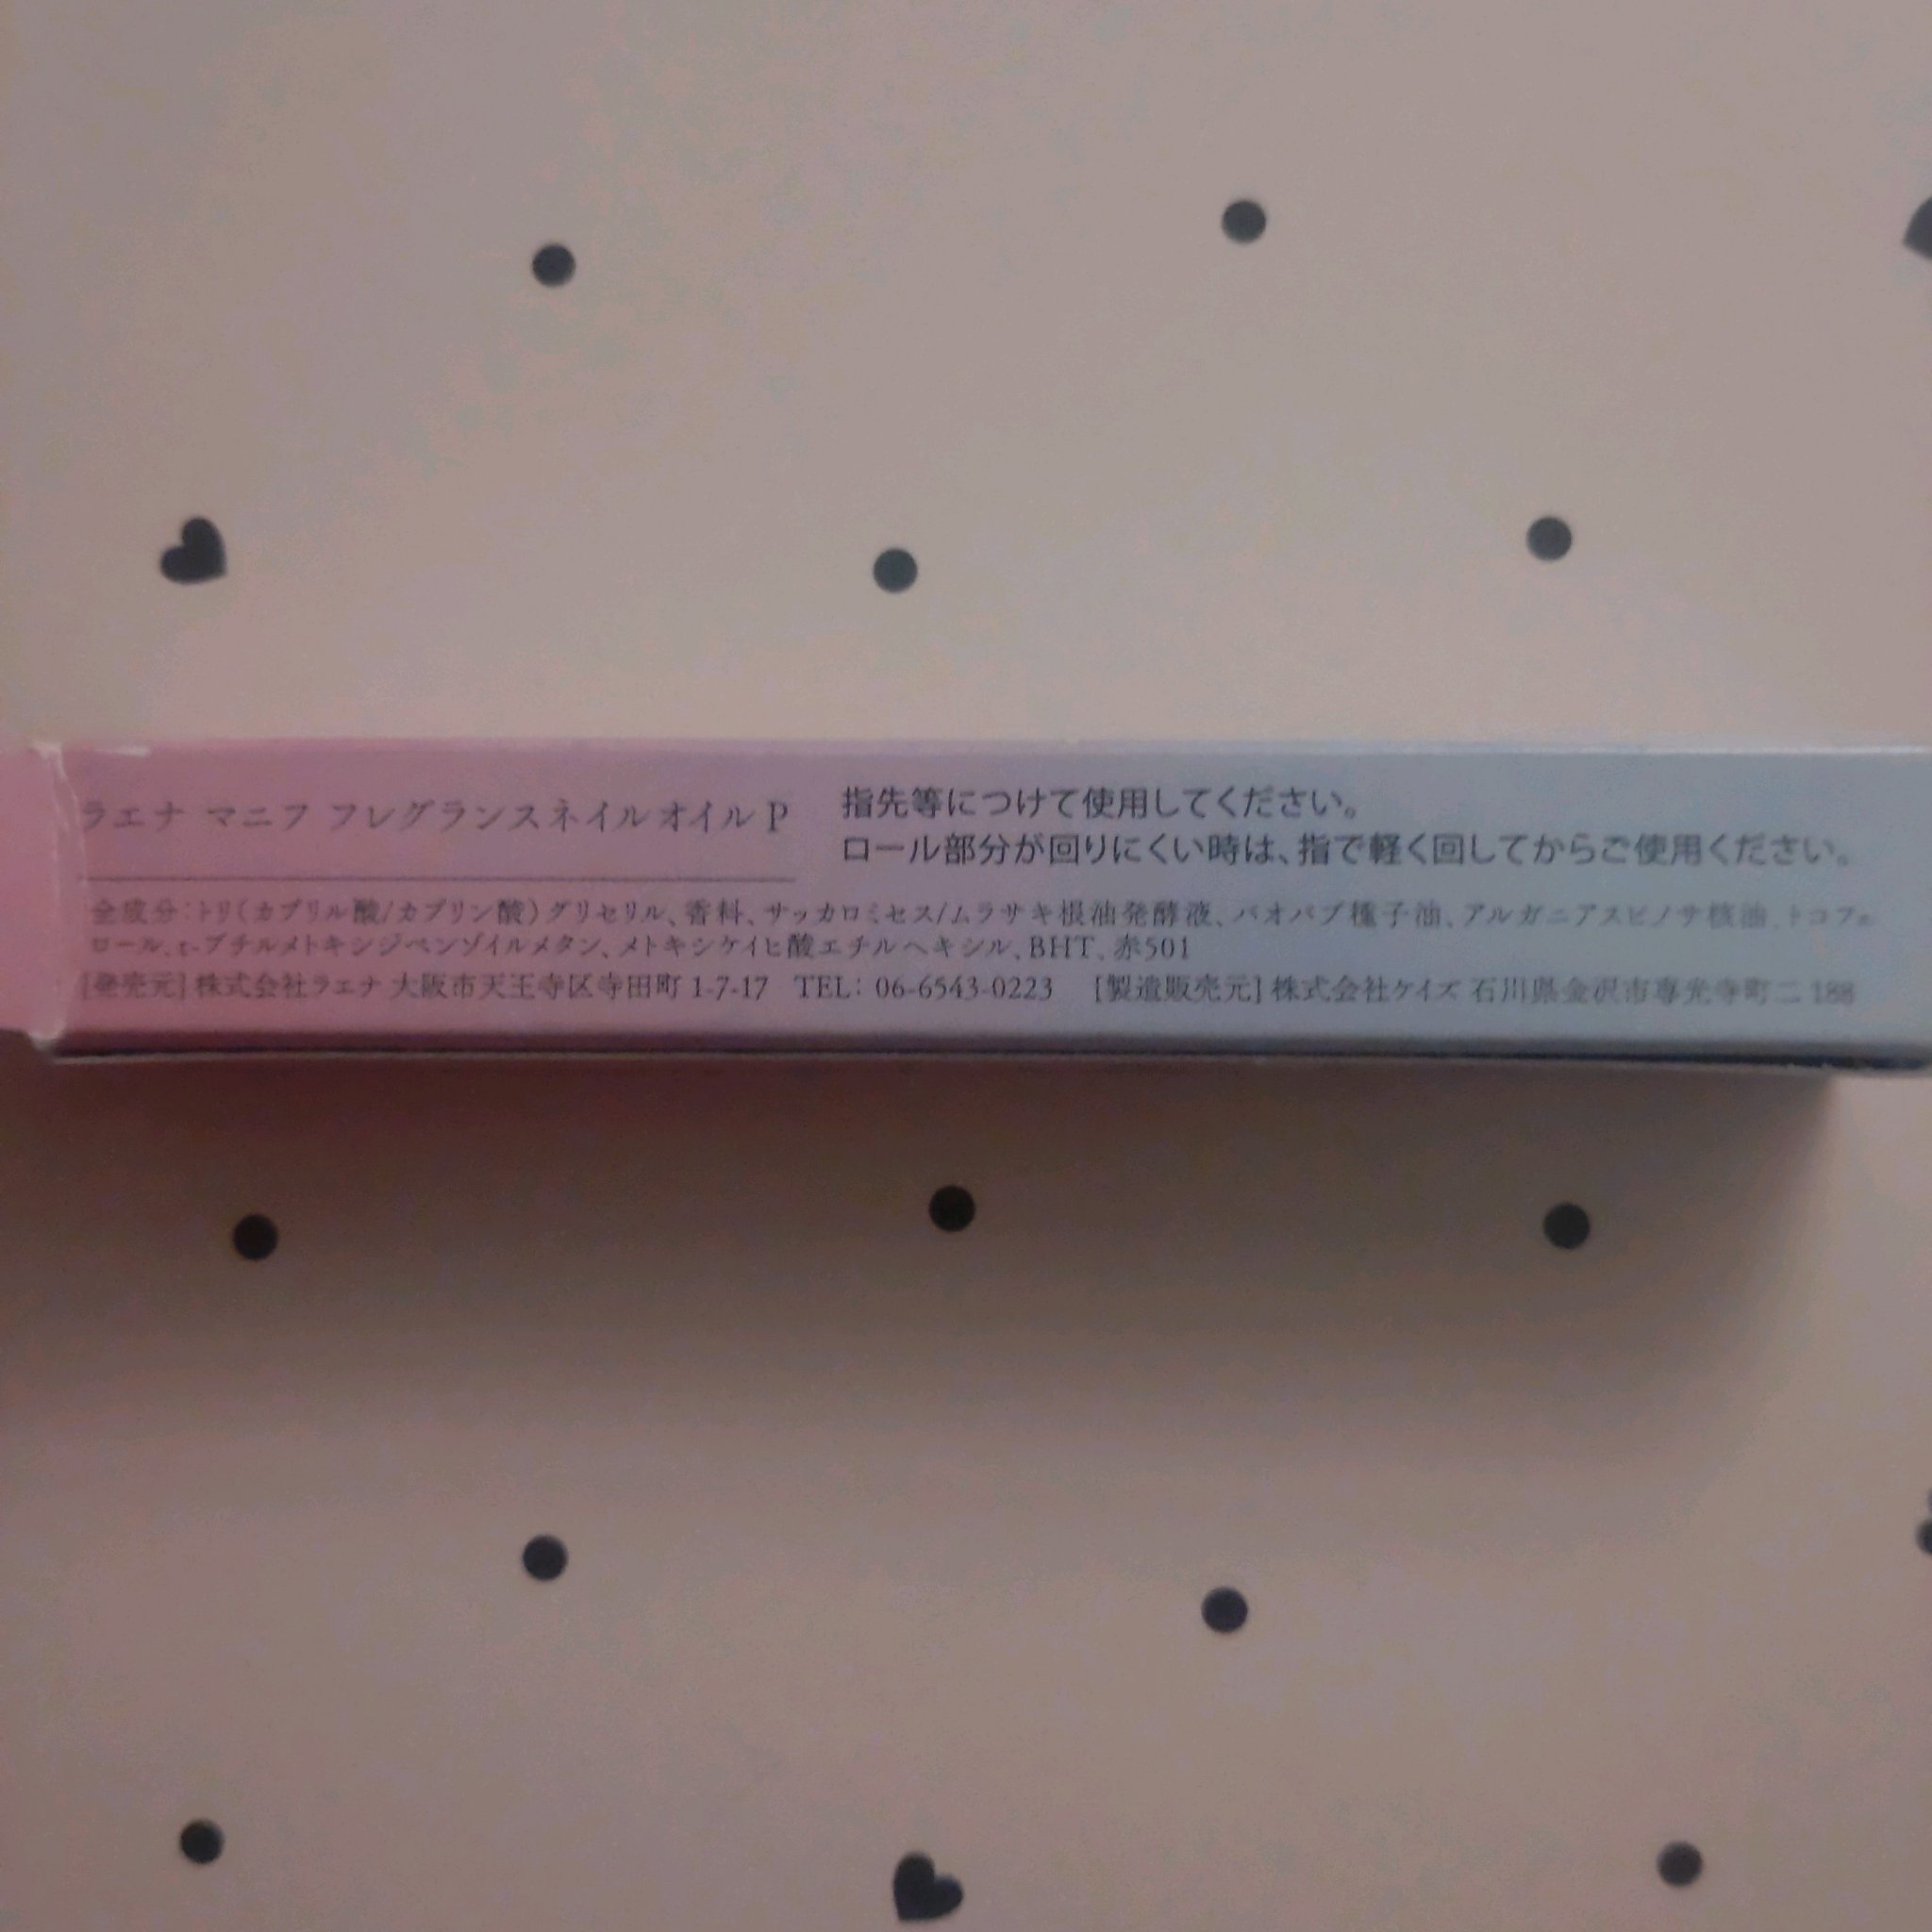 ラエナ マニフ フレグランスネイルオイル P
指先等につけて使用してください。
ロール部分が回りにくい時は、指で軽く回してからご使用ください。
全成分:トリ(カプリル酸/カプリン酸)グリセリル、香料、サッカロミセス/ムラサキ根油発酵液、バオバブ種子油、アルガニアスピノサ核油、トコフェ
ロール、t-ブチルメトキシジベンゾイルメタン、メトキシケイヒ酸エチルヘキシル、BHT、赤501
[発売元] 株式会社ラエナ 大阪市天王寺区寺田町 1-7-17 TEL: 06-6543-0223 [製造販売元] 株式会社ケイズ 石川県金沢市専光寺町二 188